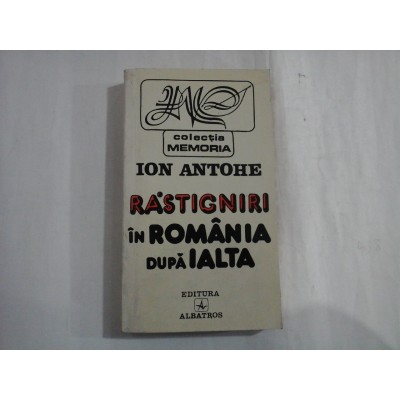 colecția
MEMORIA
ION ANTOHE
RĂSTIGNIRI
ÎN ROMÂNIA
DUPĂ IALTA
EDITURA
ALBATROS